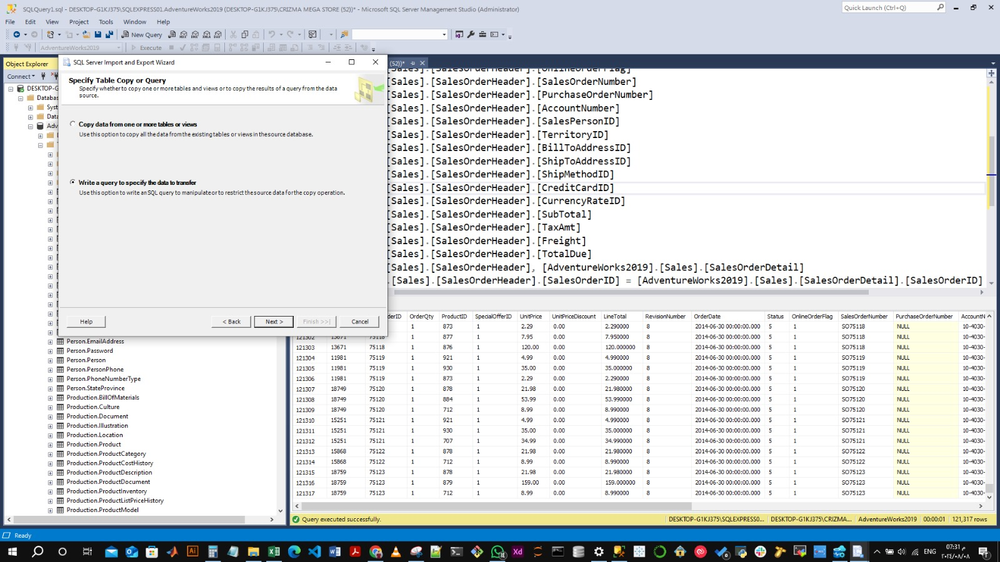 SQLQuery1.sql - DESKTOP-G1KJ375\SQLEXPRESS01.AdventureWorks2019 (DESKTOP-G1KJ375\CRIZMA MEGA STORE (52))* - Microsoft SQL Server Management Studio (Administrator)
Quick Launch (Ctrl+Q)
File Edit View Project Tools Window Help
New Query
AdventureWorks2019 Execute
Object Explorer
Connect
DESKTOP-G
Databas
Syst
Data
Adv
SQL Server Import and Export Wizard
Specify Table Copy or Query
Specify whether to copy one or more tables and views or to copy the results of a query from the data
source.
Copy data from one or more tables or views
Use this option to copy all the data from the existing tables or views in the source database.
Write a query to specify the data to transfer
Use this option to write an SQL query to manipulate or to restrict the source data for the copy operation.
Help < Back Next > Finish >>| Cancel
(52))*
[Sales].[SalesOrderHeader].[OnlineOrderFlag]
[Sales].[SalesOrderHeader].[SalesOrderNumber]
[Sales].[SalesOrderHeader].[PurchaseOrderNumber]
[Sales].[SalesOrderHeader].[AccountNumber]
[Sales].[SalesOrderHeader].[SalesPersonID]
[Sales].[SalesOrderHeader].[TerritoryID]
[Sales].[SalesOrderHeader].[BillToAddressID]
[Sales].[SalesOrderHeader].[ShipToAddressID]
[Sales].[SalesOrderHeader].[ShipMethodID]
[Sales].[SalesOrderHeader].[CreditCardID]
[Sales].[SalesOrderHeader].[CurrencyRateID]
[Sales].[SalesOrderHeader].[SubTotal]
[Sales].[SalesOrderHeader].[TaxAmt]
[Sales].[SalesOrderHeader].[Freight]
[Sales].[SalesOrderHeader].[TotalDue]
[Sales].[SalesOrderHeader], [AdventureWorks2019].[Sales].[SalesOrderDetail]
.[Sales].[SalesOrderHeader].[SalesOrderID] = [AdventureWorks2019].[Sales].[SalesOrderDetail].[SalesOrderID]
Person.EmailAddress
Person.Password
Person.Person
Person.PersonPhone
Person.PhoneNumberType
Person.StateProvince
Production.BillOfMaterials
Production.Culture
Production.Document
Production.Illustration
Production.Location
Production.Product
Production.ProductCategory
Production.ProductCostHistory
Production.ProductDescription
Production.ProductDocument
Production.ProductInventory
Production.ProductListPriceHistory
Production.ProductModel
derID OrderQty ProductID SpecialOfferID UnitPrice UnitPriceDiscount LineTotal RevisionNumber OrderDate Status OnlineOrderFlag SalesOrderNumber PurchaseOrderNumber AccountN
1 873 1 2.29 0.00 2.290000 8 2014-06-30 00:00:00.000 5 1 SO75118 NULL 10-4030-
121302 13671 75118 1 877 1 7.95 0.00 7.950000 8 2014-06-30 00:00:00.000 5 1 SO75118 NULL 10-4030-
121303 13671 75118 1 876 1 120.00 0.00 120.000000 8 2014-06-30 00:00:00.000 5 1 SO75118 NULL 10-4030-
121304 11981 75119 1 921 1 4.99 0.00 4.990000 8 2014-06-30 00:00:00.000 5 1 SO75119 NULL 10-4030-
121305 11981 75119 1 930 1 35.00 0.00 35.000000 8 2014-06-30 00:00:00.000 5 1 SO75119 NULL 10-4030-
121306 11981 75119 1 873 1 2.29 0.00 2.290000 8 2014-06-30 00:00:00.000 5 1 SO75119 NULL 10-4030-
121307 18749 75120 1 878 1 21.98 0.00 21.980000 8 2014-06-30 00:00:00.000 5 1 SO75120 NULL 10-4030-
121308 18749 75120 1 884 1 53.99 0.00 53.990000 8 2014-06-30 00:00:00.000 5 1 SO75120 NULL 10-4030-
121309 18749 75120 1 712 1 8.99 0.00 8.990000 8 2014-06-30 00:00:00.000 5 1 SO75120 NULL 10-4030-
121310 15251 75121 1 921 1 4.99 0.00 4.990000 8 2014-06-30 00:00:00.000 5 1 SO75121 NULL 10-4030-
121311 15251 75121 1 930 1 35.00 0.00 35.000000 8 2014-06-30 00:00:00.000 5 1 SO75121 NULL 10-4030-
121312 15251 75121 1 707 1 34.99 0.00 34.990000 8 2014-06-30 00:00:00.000 5 1 SO75121 NULL 10-4030-
121313 15868 75122 1 878 1 21.98 0.00 21.980000 8 2014-06-30 00:00:00.000 5 1 SO75122 NULL 10-4030-
121314 15868 75122 1 712 1 8.99 0.00 8.990000 8 2014-06-30 00:00:00.000 5 1 SO75122 NULL 10-4030-
121315 18759 75123 1 878 1 21.98 0.00 21.980000 8 2014-06-30 00:00:00.000 5 1 SO75123 NULL 10-4030-
121316 18759 75123 1 879 1 159.00 0.00 159.000000 8 2014-06-30 00:00:00.000 5 1 SO75123 NULL 10-4030-
121317 18759 75123 1 712 1 8.99 0.00 8.990000 8 2014-06-30 00:00:00.000 5 1 SO75123 NULL 10-4030-
Query executed successfully. DESKTOP-G1KJ375\SQLEXPRESS0... DESKTOP-G1KJ375\CRIZMA... AdventureWorks2019 00:00:01 121,317 rows
Ready
ENG 07:31 م
٢٠٢٤/٠٨/٠٨